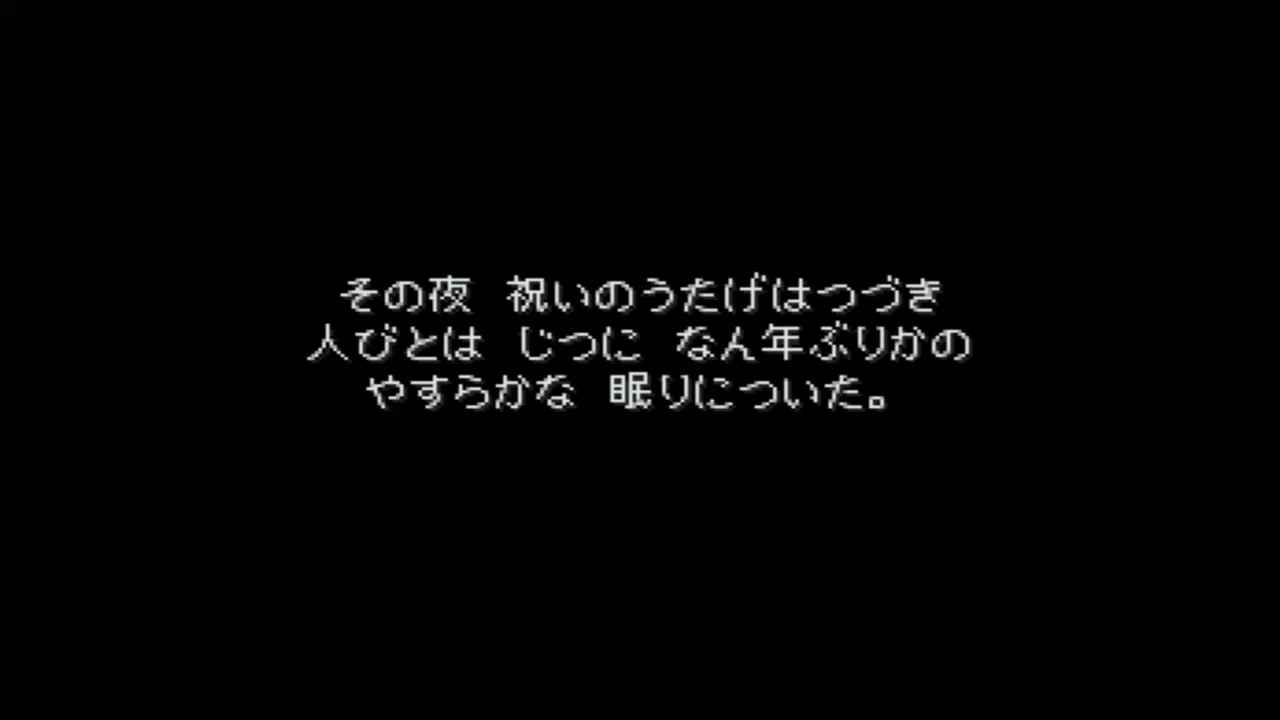 その夜　祝いのうたげはつづき
人びとは　じつに　なん年ぶりかの
やすらかな　眠りについた。